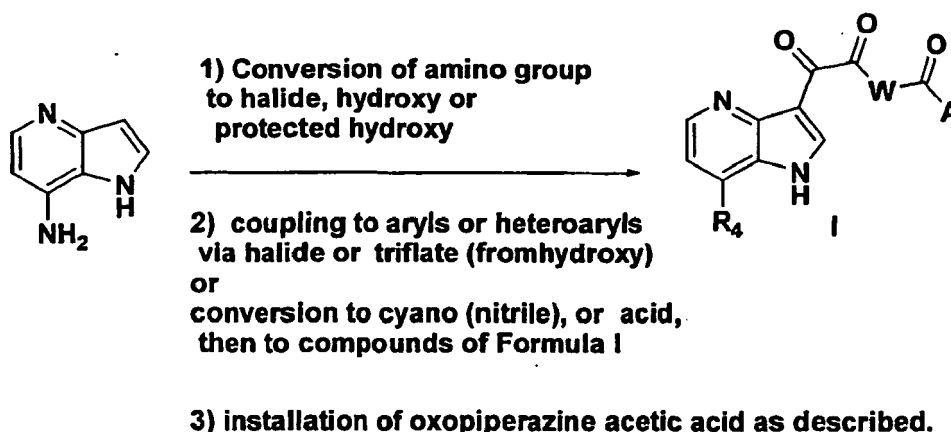 1) Conversion of amino group
to halide, hydroxy or
protected hydroxy
N
N
H
NH2
2) coupling to aryls or heteroaryls
via halide or triflate (fromhydroxy)
or
conversion to cyano (nitrile), or acid,
then to compounds of Formula I
3) installation of oxopiperazine acetic acid as described.
O
O
O
W
A
N
N
H
R4
I